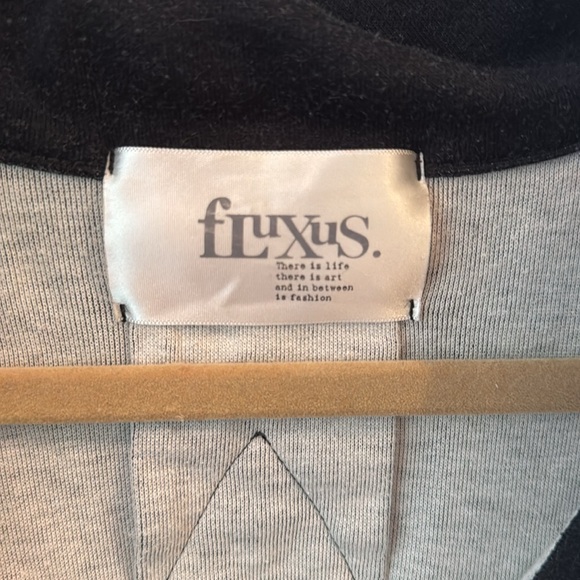 fLuxus.
There is life
there is art
and in between
is fashion